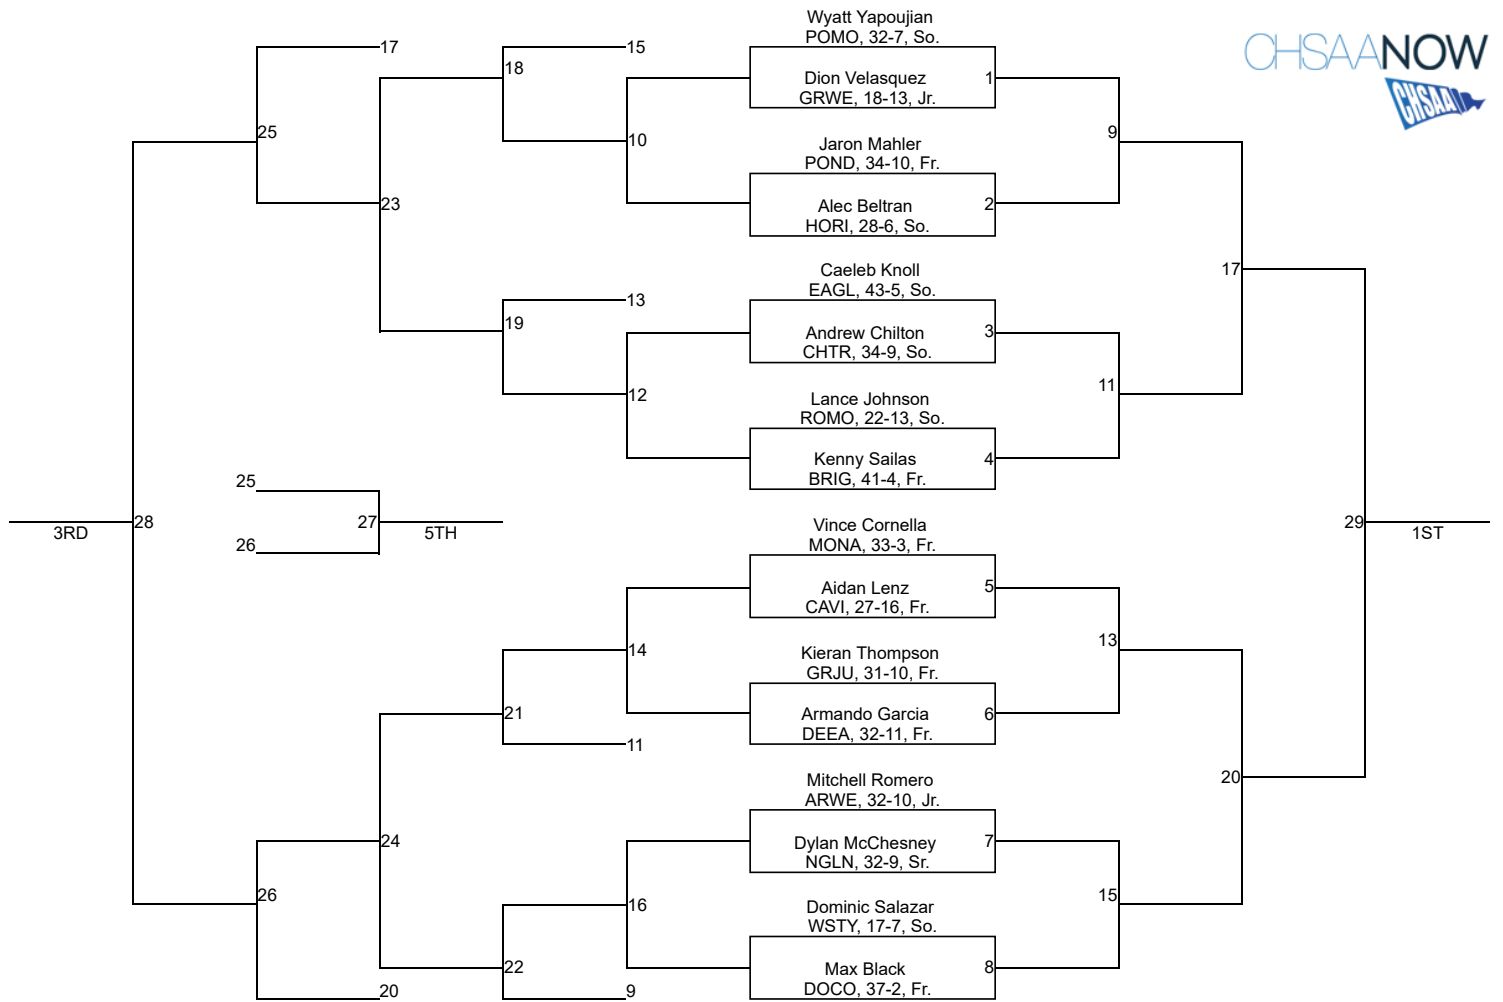 Wyatt Yapoujian
POMO, 32-7, So.
CHSAANOW
CHSAA
17
15
18
Dion Velasquez
1
GRWE, 18-13, Jr.
25
10
9
Jaron Mahler
POND, 34-10, Fr.
23
Alec Beltran
2
HORI, 28-6, So.
Caeleb Knoll
17
EAGL, 43-5, So.
13
19
Andrew Chilton
3
CHTR, 34-9, So.
11
12
Lance Johnson
ROMO, 22-13, So.
Kenny Sailas
4
BRIG, 41-4, Fr.
25
28
27
29
3RD
5TH
1ST
26
Vince Cornella
MONA, 33-3, Fr.
Aidan Lenz
5
CAVI, 27-16, Fr.
14
13
Kieran Thompson
GRJU, 31-10, Fr.
21
Armando Garcia
6
DEEA, 32-11, Fr.
11
Mitchell Romero
20
ARWE, 32-10, Jr.
24
Dylan McChesney
7
NGLN, 32-9, Sr.
26
16
15
Dominic Salazar
WSTY, 17-7, So.
22
Max Black
8
DOCO, 37-2, Fr.
20
9